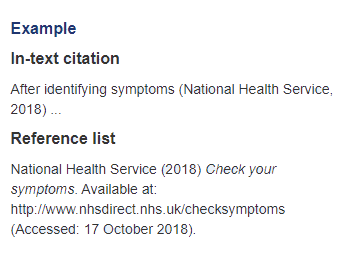 Example
In-text citation
After identifying symptoms (National Health Service,
2018) ...
Reference list
National Health Service (2018) Check your
symptoms. Available at:
http://www.nhsdirect.nhs.uk/checksymptoms
(Accessed: 17 October 2018).